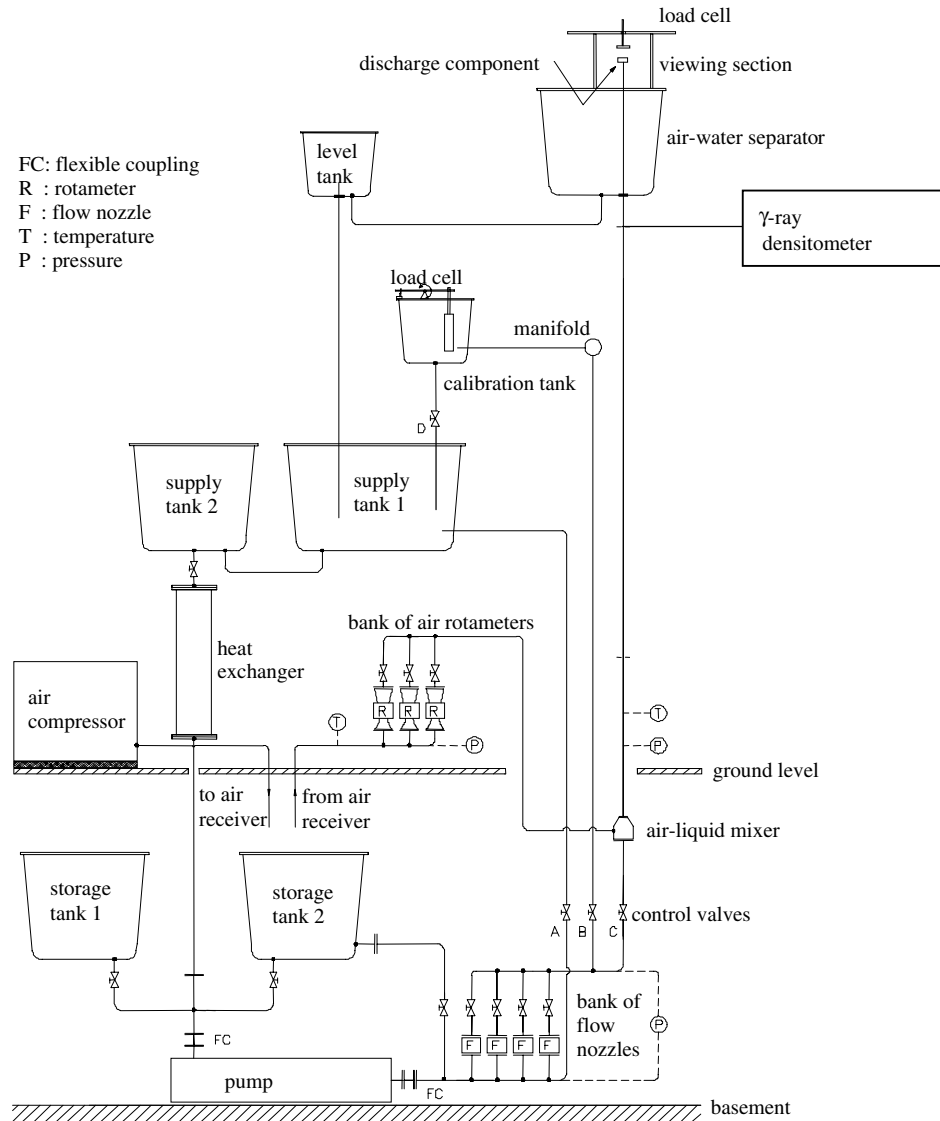 load cell
discharge component
viewing section
air-water separator
level
tank
FC: flexible coupling
R : rotameter
F : flow nozzle
T : temperature
P : pressure
γ-ray
densitometer
load cell
manifold
calibration tank
D
supply
tank 2
supply
tank 1
bank of air rotameters
heat
exchanger
air
compressor
R
R
R
T
P
T
P
ground level
to air
receiver
from air
receiver
air-liquid mixer
storage
tank 1
storage
tank 2
control valves
A
B
C
bank of
flow
nozzles
P
F
F
F
F
FC
pump
FC
basement